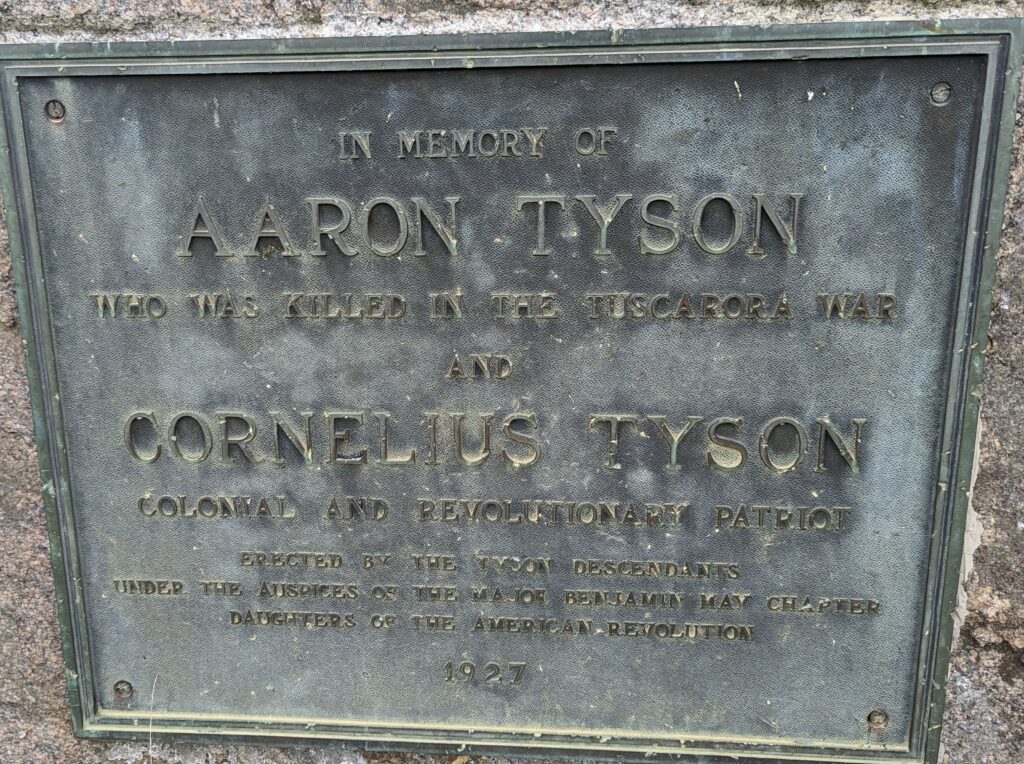 IN MEMORY OF
AARON TYSON
WHO WAS KILLED IN THE TUSCARORA WAR
AND
CORNELIUS TYSON
COLONIAL AND REVOLUTIONARY PATRIOT
ERECTED BY THE TYSON DESCENDANTS
UNDER THE AUSPICES OF THE MAJOR BENJAMIN MAY CHAPTER
DAUGHTERS OF THE AMERICAN REVOLUTION
1927